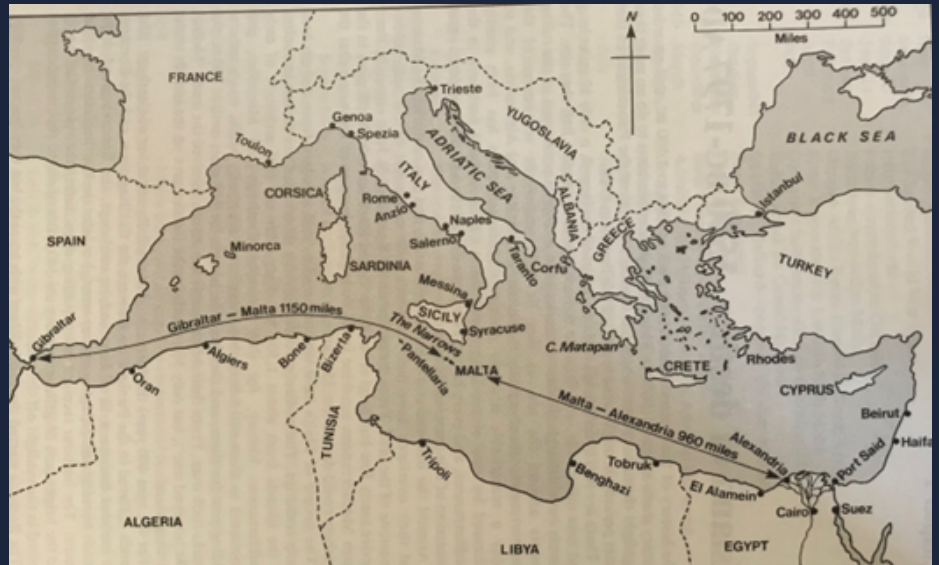 N
0 100 200 300 400 500
Miles
FRANCE
Trieste
YUGOSLAVIA
Genoa
Spezia
Toulon
BLACK SEA
ADRIATIC SEA
ITALY
CORSICA
Rome
Anzio
ALBANIA
Istanbul
SPAIN
Minorca
Naples
Salerno
GREECE
Taranto
Corfu
SARDINIA
TURKEY
Messina
SICILY
Syracuse
Gibraltar
Gibraltar – Malta 1150 miles
The Narrows
C. Matapan
Algiers
Bone
Bizerta
Pantellaria
MALTA
CRETE
Rhodes
CYPRUS
Oran
Malta – Alexandria 960 miles
Beirut
TUNISIA
Alexandria
Port Said
Haifa
Tripoli
Benghazi
Tobruk
El Alamein
Cairo
Suez
ALGERIA
LIBYA
EGYPT